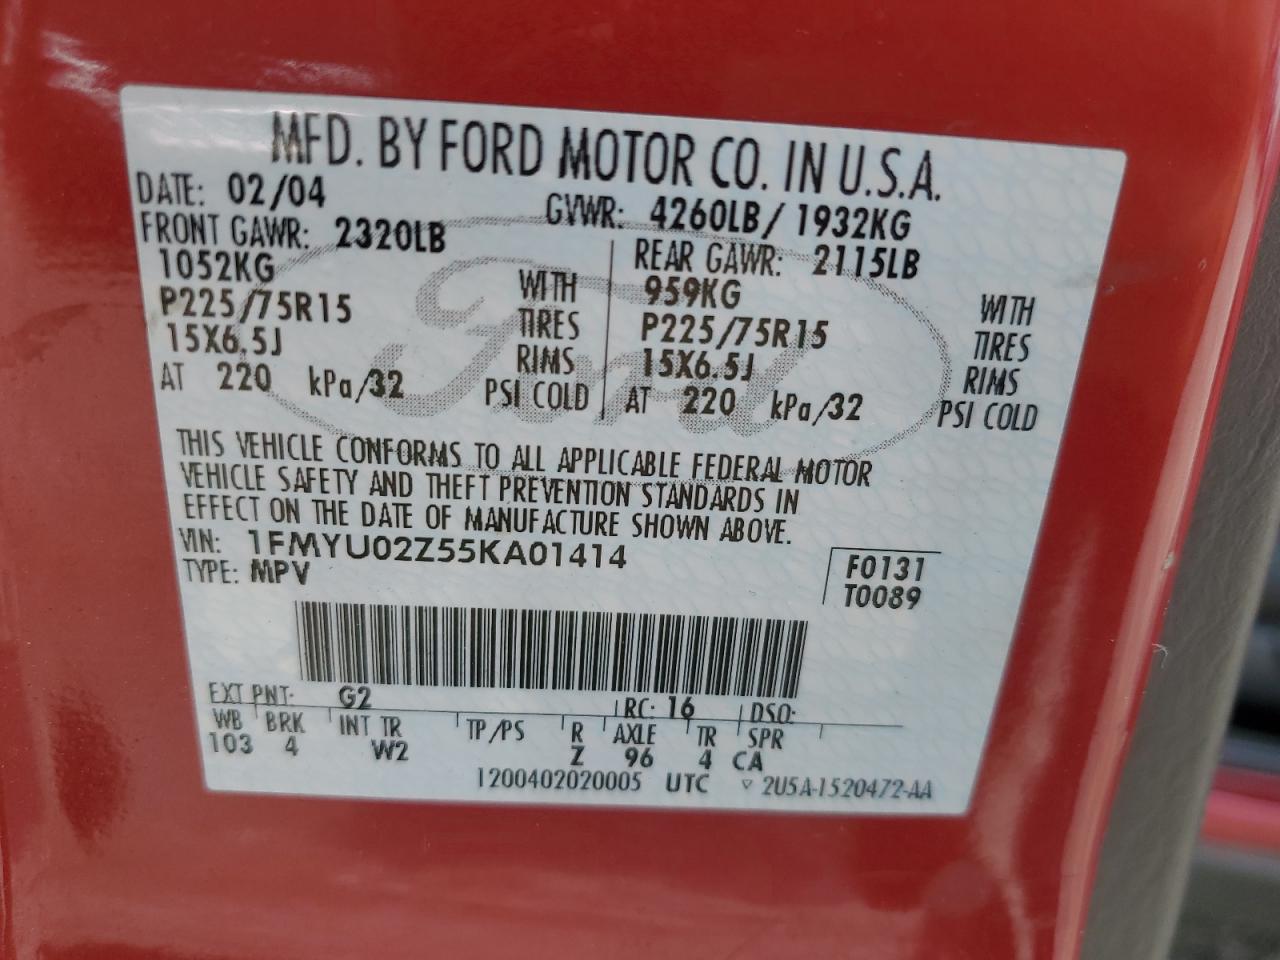 MFD. BY FORD MOTOR CO. IN U.S.A.
DATE: 02/04 GVWR: 4260LB/ 1932KG
FRONT GAWR: 2320LB REAR GAWR: 2115LB
1052KG WITH 959KG WITH
P225/75R15 TIRES P225/75R15 TIRES
15X6.5J RIMS 15X6.5J RIMS
AT 220 kPa/32 PSI COLD AT 220 kPa/32 PSI COLD
Ford
THIS VEHICLE CONFORMS TO ALL APPLICABLE FEDERAL MOTOR
VEHICLE SAFETY AND THEFT PREVENTION STANDARDS IN
EFFECT ON THE DATE OF MANUFACTURE SHOWN ABOVE.
VIN: 1FMYU02Z55KA01414 F0131
TYPE: MPV T0089
EXT PNT: G2 RC: 16 DSO:
WB BRK INT TR TP/PS R AXLE TR SPR
103 4 W2 Z 96 4 CA
1200402020005 UTC ▽ 2U5A-1520472-AA